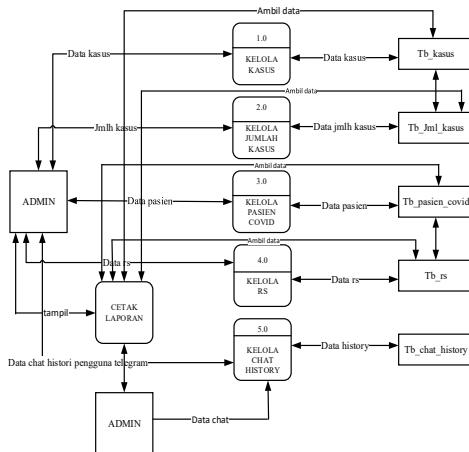 Ambil data
1.0
KELOLA
KASUS
Data kasus
Data kasus
Tb_kasus
Ambil data
2.0
KELOLA
JUMLAH
KASUS
Jmlh kasus
Data jmlh kasus
Tb_Jml_kasus
Ambil data
3.0
KELOLA
PASIEN
COVID
ADMIN
Data pasien
Data pasien
Tb_pasien_covid
Ambil data
4.0
KELOLA
RS
Data rs
Data rs
Tb_rs
CETAK
LAPORAN
tampil
5.0
KELOLA
CHAT
HISTORY
Data history
Tb_chat_history
Data chat histori pengguna telegram
ADMIN
Data chat